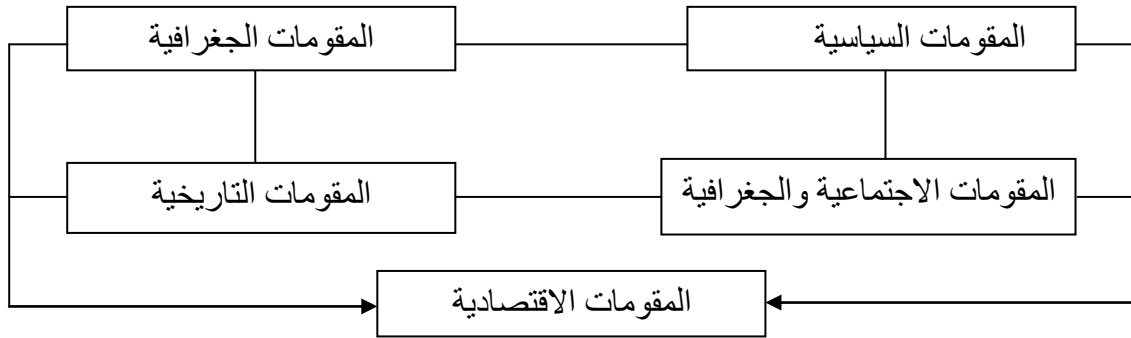 المقومات السياسية
المقومات الجغرافية
المقومات الاجتماعية والجغرافية
المقومات التاريخية
المقومات الاقتصادية